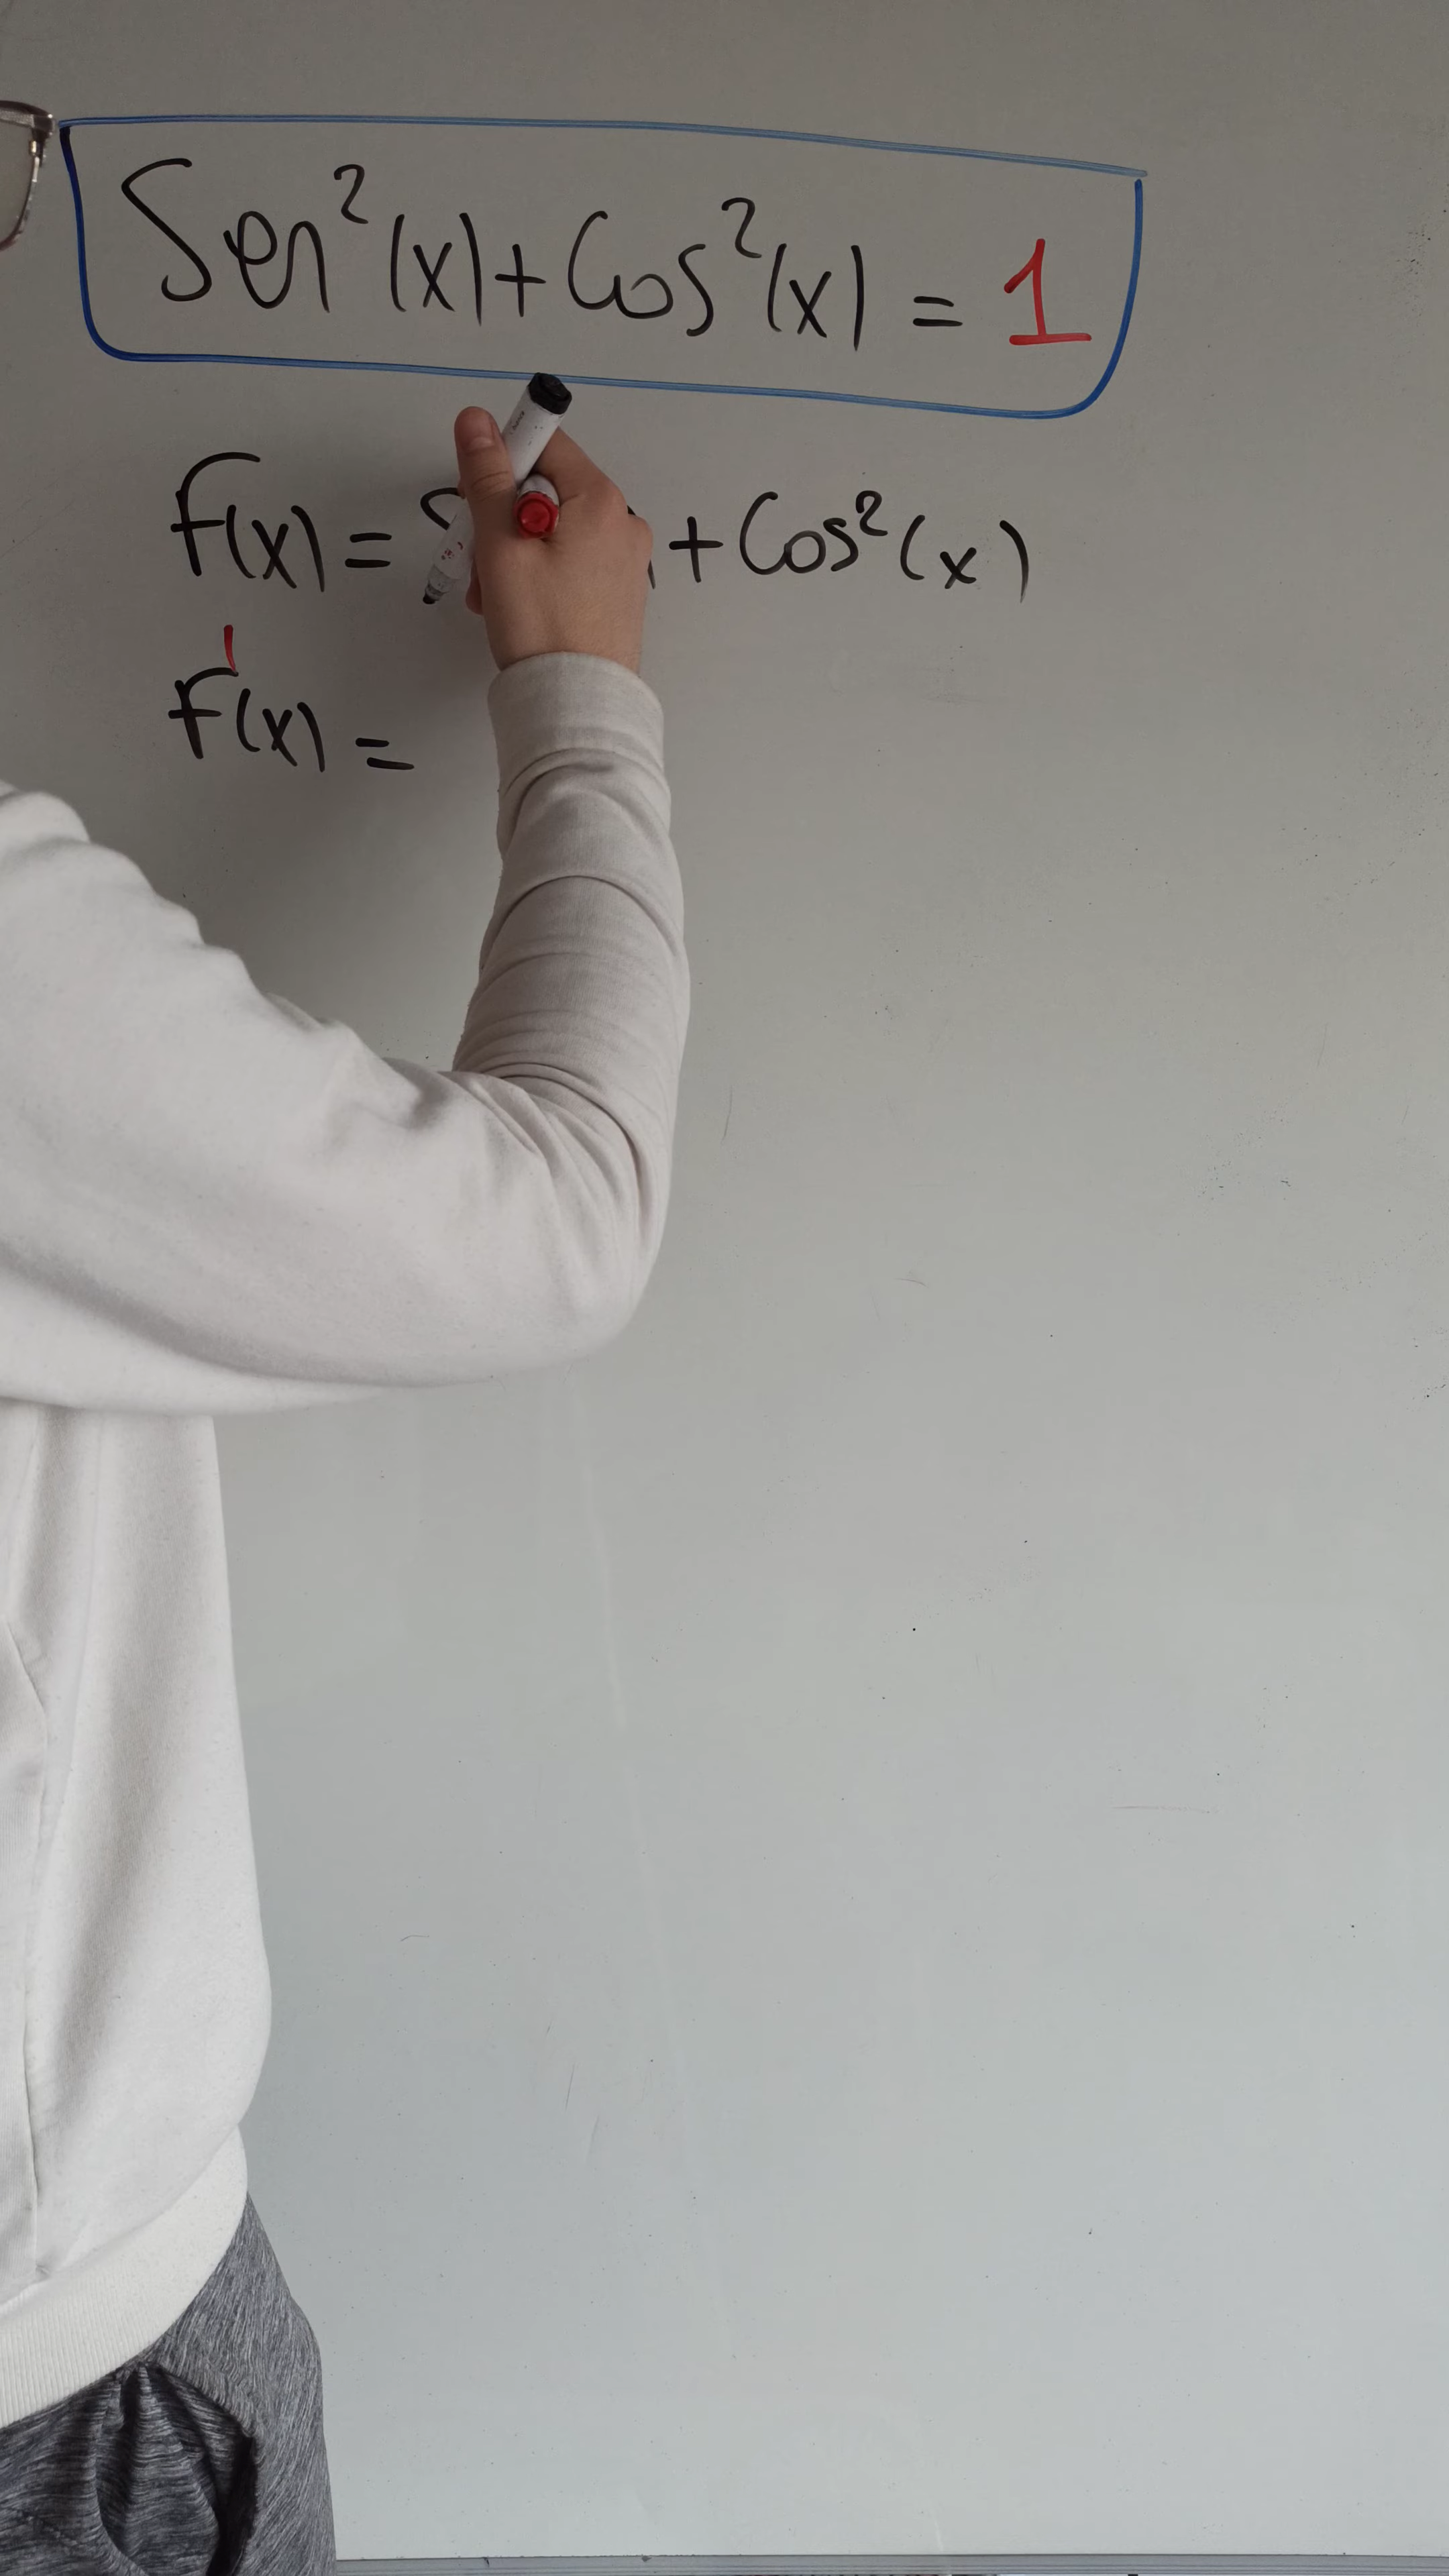 Sen²(x)+Cos²(x) = 1
f(x) = + Cos²(x)
f'(x) =